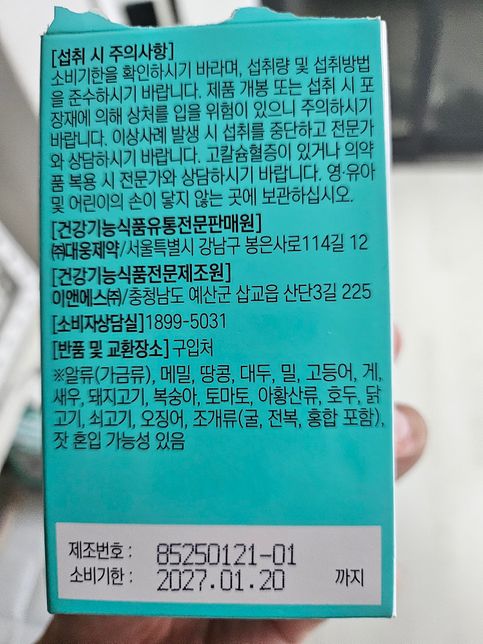 [섭취 시 주의사항]
소비기한을 확인하시기 바라며, 섭취량 및 섭취방법
을 준수하시기 바랍니다. 제품 개봉 또는 섭취 시 포
장재에 의해 상처를 입을 위험이 있으니 주의하시기
바랍니다. 이상사례 발생 시 섭취를 중단하고 전문가
와 상담하시기 바랍니다. 고칼슘혈증이 있거나 의약
품 복용 시 전문가와 상담하시기 바랍니다. 영·유아
및 어린이의 손이 닿지 않는 곳에 보관하십시오.
[건강기능식품유통전문판매원]
㈜대웅제약/서울특별시 강남구 봉은사로114길 12
[건강기능식품전문제조원]
이앤에스㈜/충청남도 예산군 삽교읍 산단3길 225
[소비자상담실]1899-5031
[반품 및 교환장소]구입처
※알류(가금류), 메밀, 땅콩, 대두, 밀, 고등어, 게,
새우, 돼지고기, 복숭아, 토마토, 아황산류, 호두, 닭
고기, 쇠고기, 오징어, 조개류(굴, 전복, 홍합 포함),
잣 혼입 가능성 있음
제조번호 : 85250121-01
소비기한 : 2027.01.20 까지